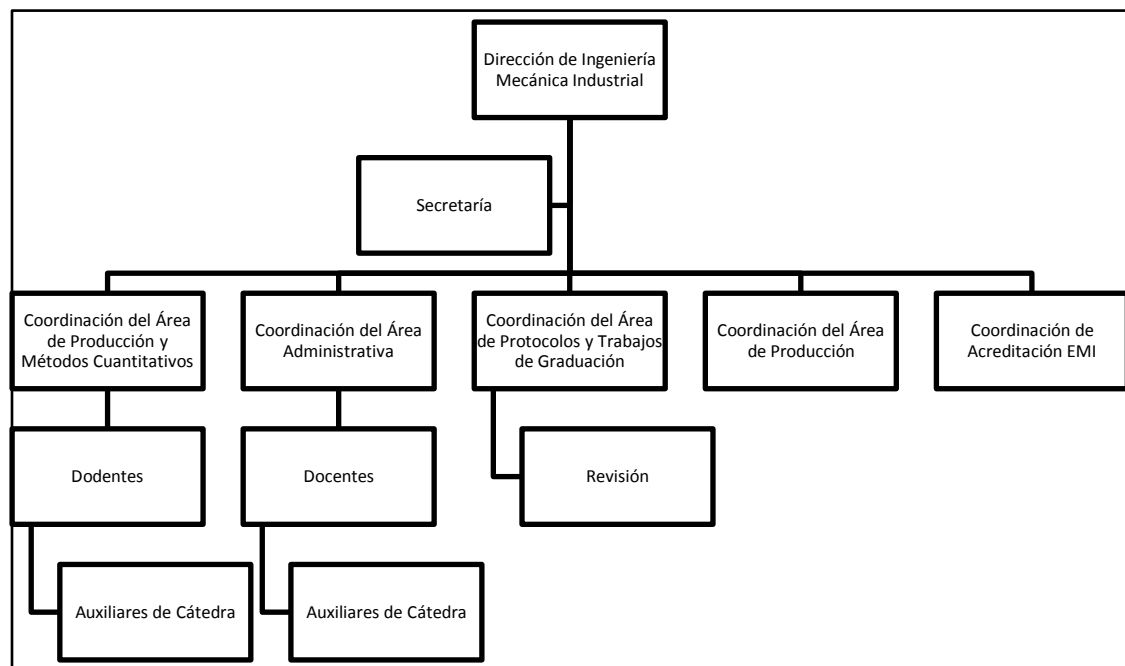 Dirección de Ingeniería
Mecánica Industrial
Secretaría
Coordinación del Área
de Producción y
Métodos Cuantitativos
Coordinación del Área
Administrativa
Coordinación del Área
de Protocolos y Trabajos
de Graduación
Coordinación del Área
de Producción
Coordinación de
Acreditación EMI
Dodentes
Docentes
Revisión
Auxiliares de Cátedra
Auxiliares de Cátedra